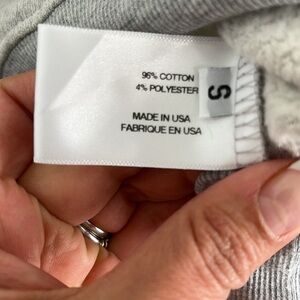 96% COTTON
4% POLYESTER
S
MADE IN USA
FABRIQUE EN USA